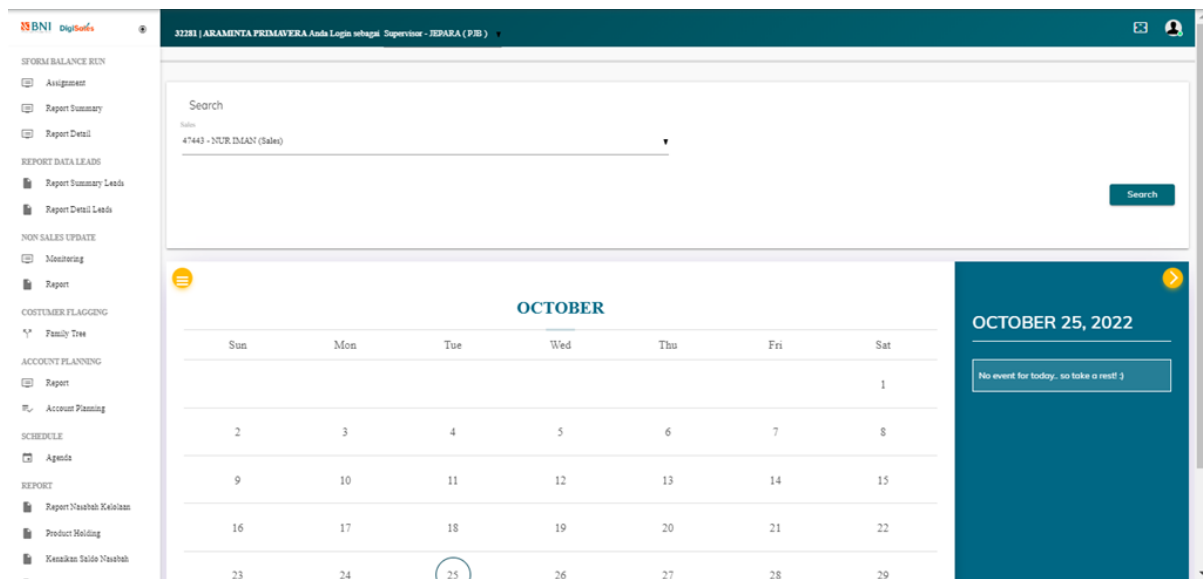 BNI DigiSales
32281 | ARAMINTA PRIMAVERA Anda Login sebagai Supervisor - JEPARA ( PJB )
SFORM BALANCE RUN
Assignment
Report Summary
Report Detail
REPORT DATA LEADS
Report Summary Leads
Report Detail Leads
NON SALES UPDATE
Monitoring
Report
COSTUMER FLAGGING
Family Tree
ACCOUNT PLANNING
Report
Account Planning
SCHEDULE
Agenda
REPORT
Report Nasabah Kelolaan
Product Holding
Kenaikan Saldo Nasabah
Search
Sales
47443 - NUR IMAN (Sales)
Search
OCTOBER
Sun Mon Tue Wed Thu Fri Sat
1
2 3 4 5 6 7 8
9 10 11 12 13 14 15
16 17 18 19 20 21 22
23 24 25 26 27 28 29
OCTOBER 25, 2022
No event for today.. so take a rest! :)